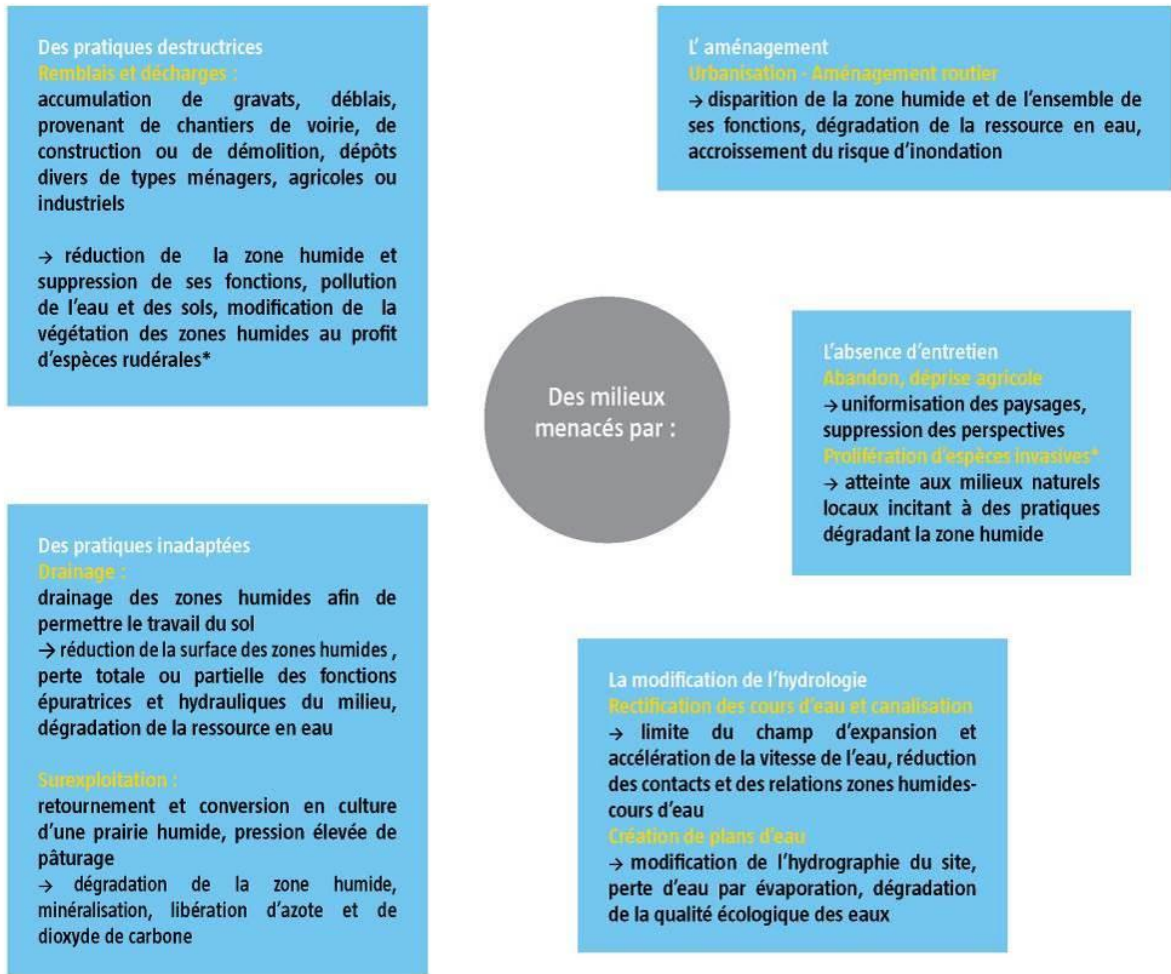 Des pratiques destructrices
Remblais et décharges :
accumulation de gravats, déblais,
provenant de chantiers de voirie, de
construction ou de démolition, dépôts
divers de types ménagers, agricoles ou
industriels
→ réduction de la zone humide et
suppression de ses fonctions, pollution
de l'eau et des sols, modification de la
végétation des zones humides au profit
d'espèces rudérales*
L' aménagement
Urbanisation - Aménagement routier
→ disparition de la zone humide et de l'ensemble de
ses fonctions, dégradation de la ressource en eau,
accroissement du risque d'inondation
Des milieux
menacés par :
L'absence d'entretien
Abandon, déprise agricole
→ uniformisation des paysages,
suppression des perspectives
Prolifération d'espèces invasives*
→ atteinte aux milieux naturels
locaux incitant à des pratiques
dégradant la zone humide
Des pratiques inadaptées
Drainage :
drainage des zones humides afin de
permettre le travail du sol
→ réduction de la surface des zones humides ,
perte totale ou partielle des fonctions
épuratrices et hydrauliques du milieu,
dégradation de la ressource en eau
Surexploitation :
retournement et conversion en culture
d'une prairie humide, pression élevée de
pâturage
→ dégradation de la zone humide,
minéralisation, libération d'azote et de
dioxyde de carbone
La modification de l'hydrologie
Rectification des cours d'eau et canalisation
→ limite du champ d'expansion et
accélération de la vitesse de l'eau, réduction
des contacts et des relations zones humides-
cours d'eau
Création de plans d'eau
→ modification de l'hydrographie du site,
perte d'eau par évaporation, dégradation
de la qualité écologique des eaux